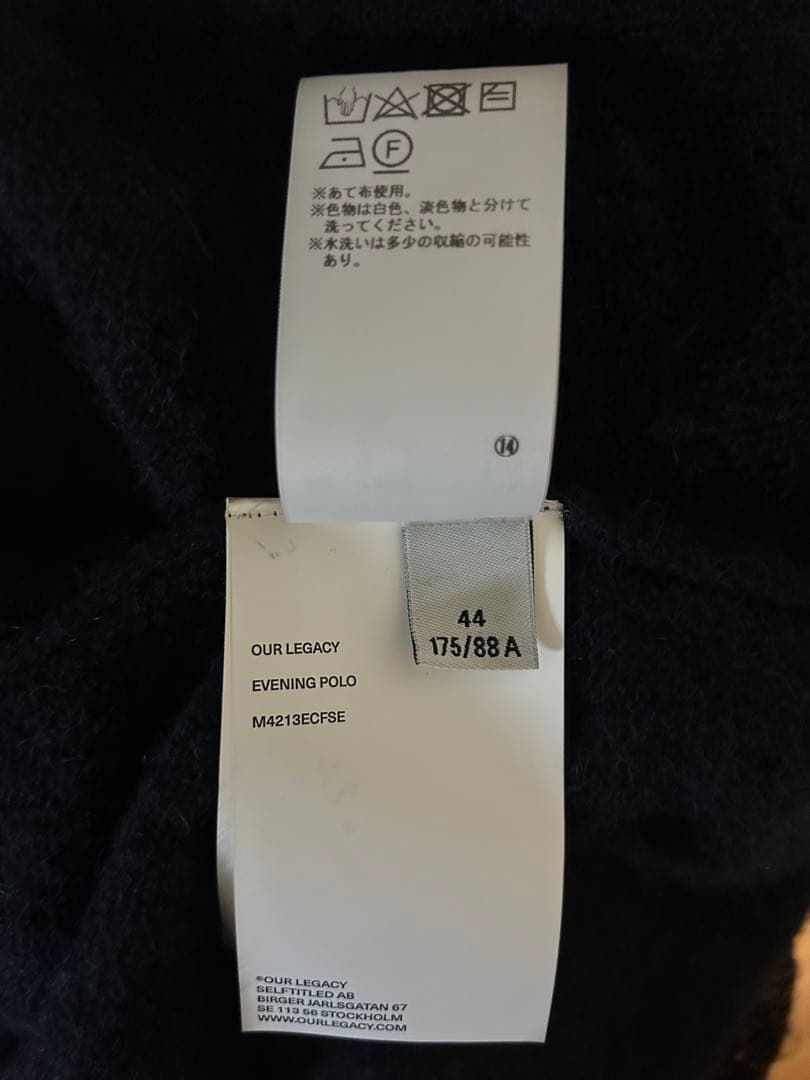 F
※あて布使用。
※色物は白色、淡色物と分けて
洗ってください。
※水洗いは多少の収縮の可能性
あり。
⑭
44
175/88 A
OUR LEGACY
EVENING POLO
M4213ECFSE
©OUR LEGACY
SELFTITLED AB
BIRGER JARLSGATAN 67
SE 113 56 STOCKHOLM
WWW.OURLEGACY.COM